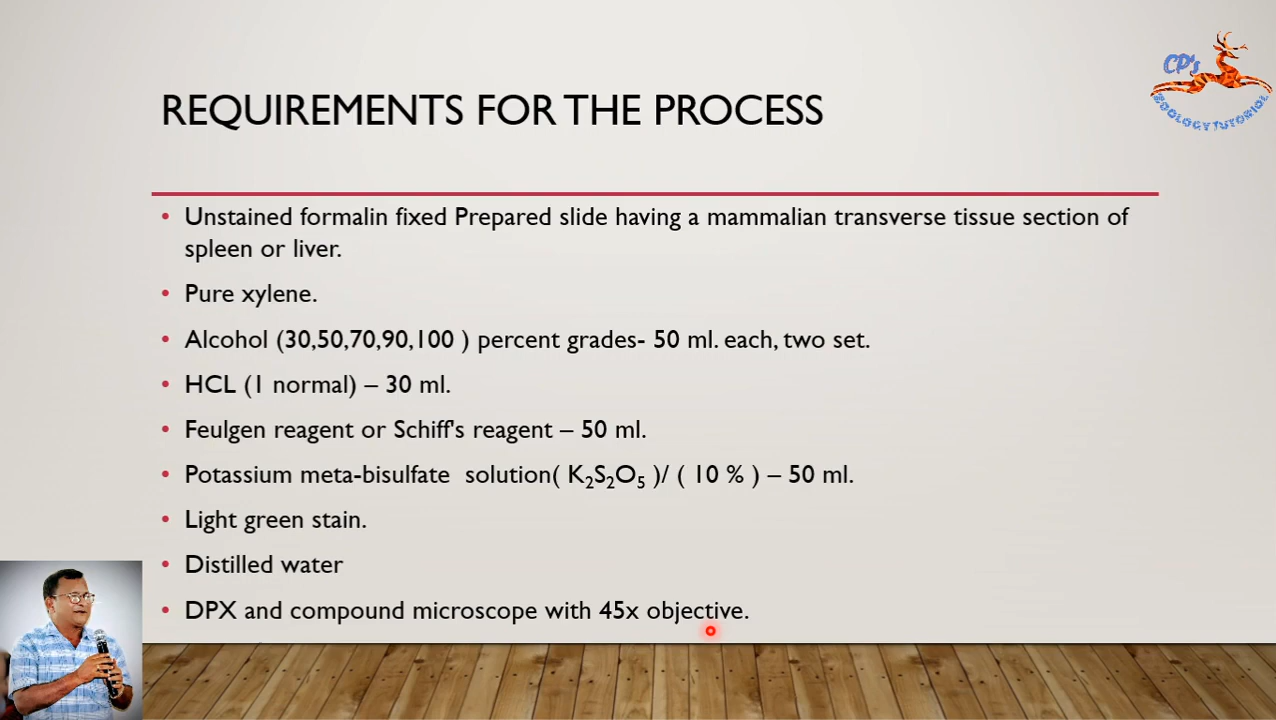 CP's
ZOOLOGY TUTORIOL
REQUIREMENTS FOR THE PROCESS
• Unstained formalin fixed Prepared slide having a mammalian transverse tissue section of
spleen or liver.
• Pure xylene.
• Alcohol (30,50,70,90,100 ) percent grades- 50 ml. each, two set.
• HCL (1 normal) – 30 ml.
• Feulgen reagent or Schiff's reagent – 50 ml.
• Potassium meta-bisulfate solution( K₂S₂O₅ )/ ( 10 % ) – 50 ml.
• Light green stain.
• Distilled water
• DPX and compound microscope with 45x objective.